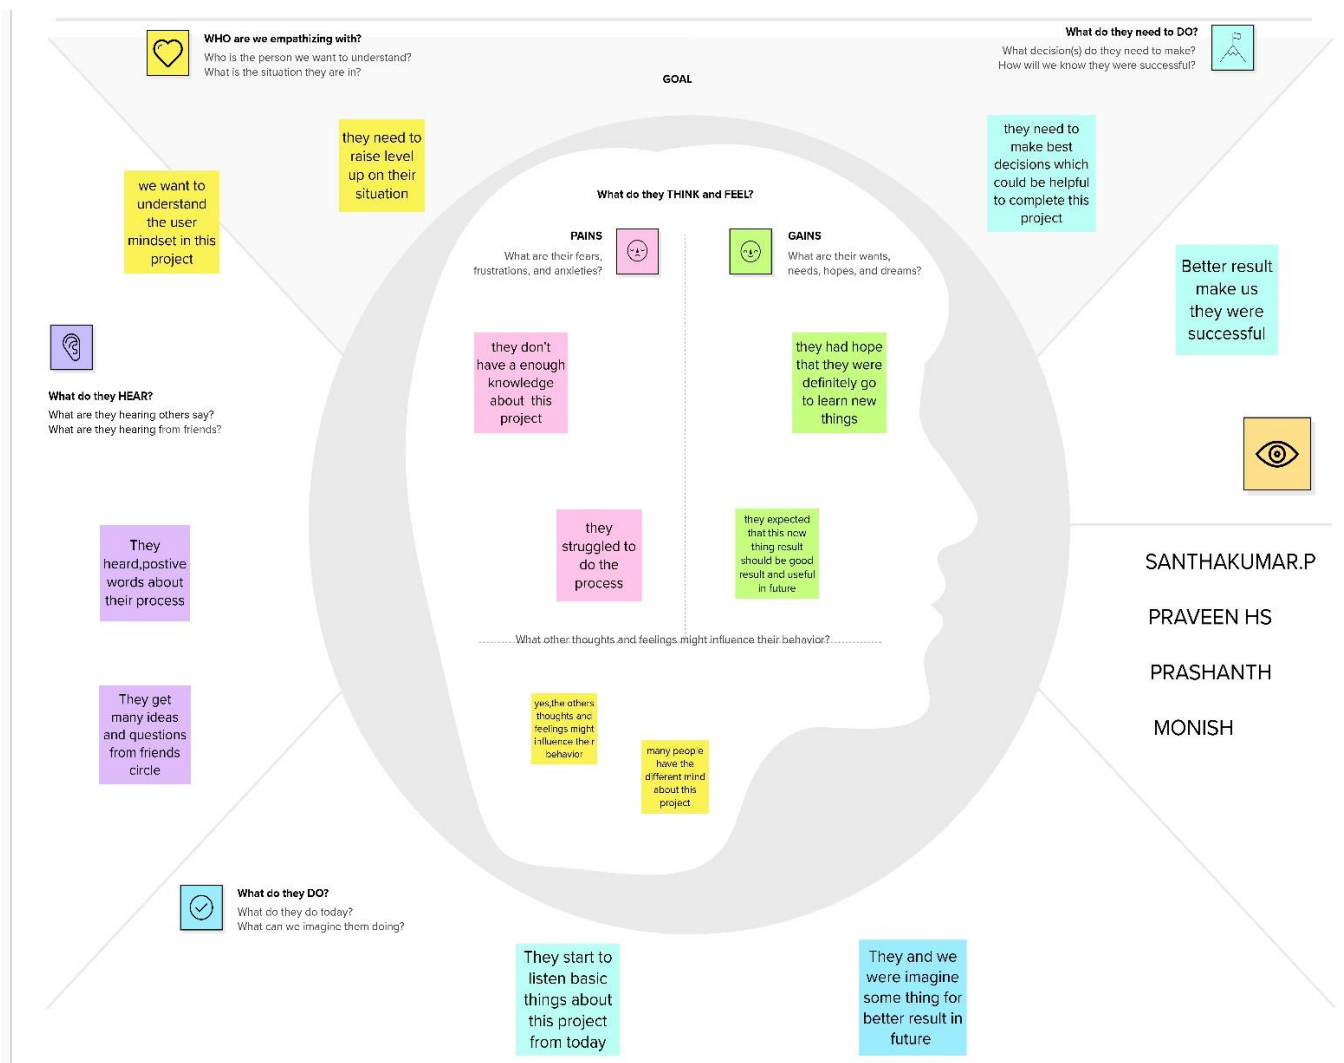 WHO are we empathizing with?
Who is the person we want to understand?
What is the situation they are in?
What do they need to DO?
What decision(s) do they need to make?
How will we know they were successful?
GOAL
they need to
raise level
up on their
situation
we want to
understand
the user
mindset in this
project
they need to
make best
decisions which
could be helpful
to complete this
project
Better result
make us
they were
successful
What do they THINK and FEEL?
PAINS
What are their fears,
frustrations, and anxieties?
GAINS
What are their wants,
needs, hopes, and dreams?
they don't
have a enough
knowledge
about this
project
they had hope
that they were
definitely go
to learn new
things
they
struggled to
do the
process
they expected
that this new
thing result
should be good
result and useful
in future
What other thoughts and feelings might influence their behavior?
yes,the others
thoughts and
feelings might
influence their
behavior
many people
have the
different mind
about this
project
What do they HEAR?
What are they hearing others say?
What are they hearing from friends?
They
heard,postive
words about
their process
They get
many ideas
and questions
from friends
circle
SANTHAKUMAR.P
PRAVEEN HS
PRASHANTH
MONISH
What do they DO?
What do they do today?
What can we imagine them doing?
They start to
listen basic
things about
this project
from today
They and we
were imagine
some thing for
better result in
future